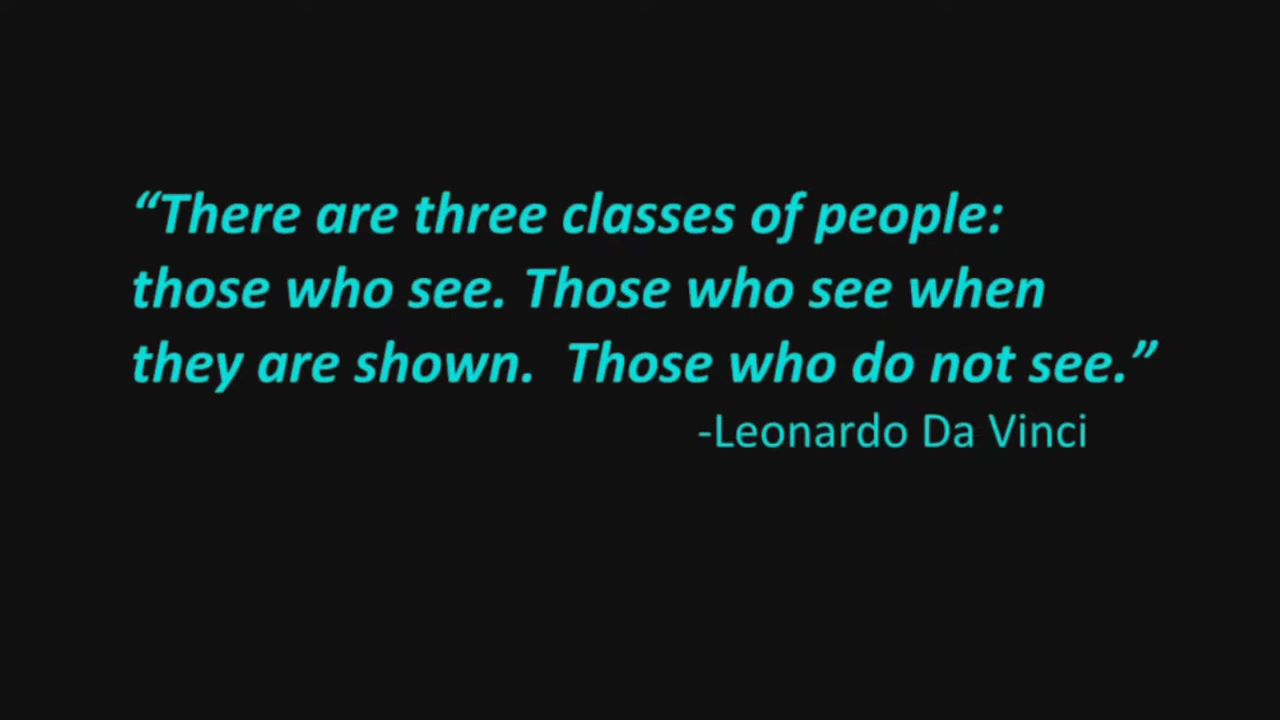 “There are three classes of people:
those who see. Those who see when
they are shown.  Those who do not see.”
-Leonardo Da Vinci